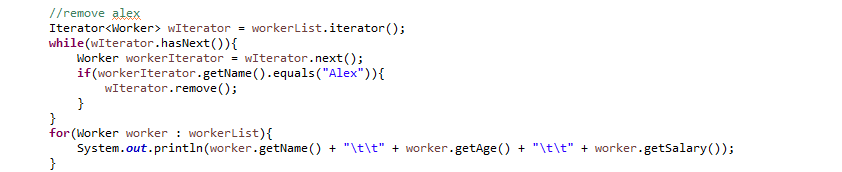 //remove alex
Iterator<Worker> wIterator = workerList.iterator();
while(wIterator.hasNext()){
    Worker workerIterator = wIterator.next();
    if(workerIterator.getName().equals("Alex")){
        wIterator.remove();
    }
}
for(Worker worker : workerList){
    System.out.println(worker.getName() + "\t\t" + worker.getAge() + "\t\t" + worker.getSalary());
}